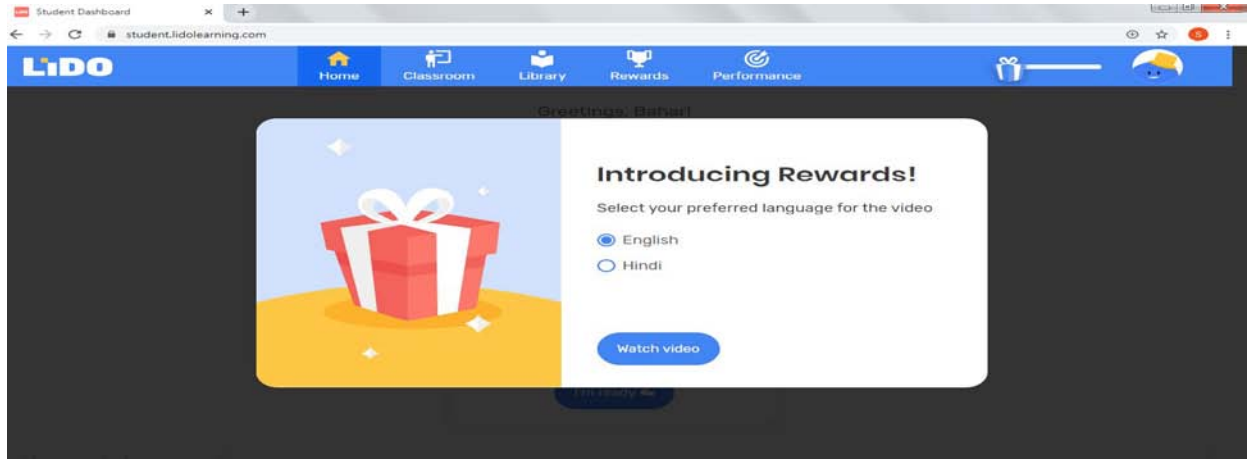 Student Dashboard
student.lidolearning.com
LIDO
Home
Classroom
Library
Rewards
Performance
S
Greetings, Bahar!
Introducing Rewards!
Select your preferred language for the video
English
Hindi
Watch video
I'm ready